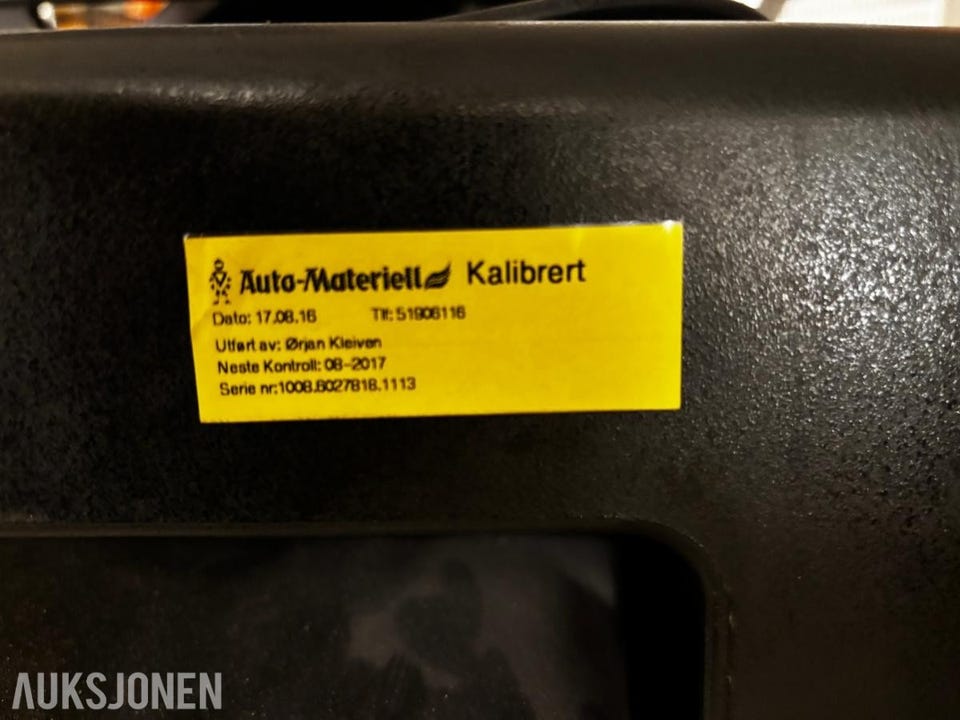 Auto-Materiell Kalibrert
Dato: 17.08.16 Tlf: 51906116
Utført av: Ørjan Kleiven
Neste Kontroll: 08-2017
Serie nr:1008.6027818.1113
AUKSJONEN